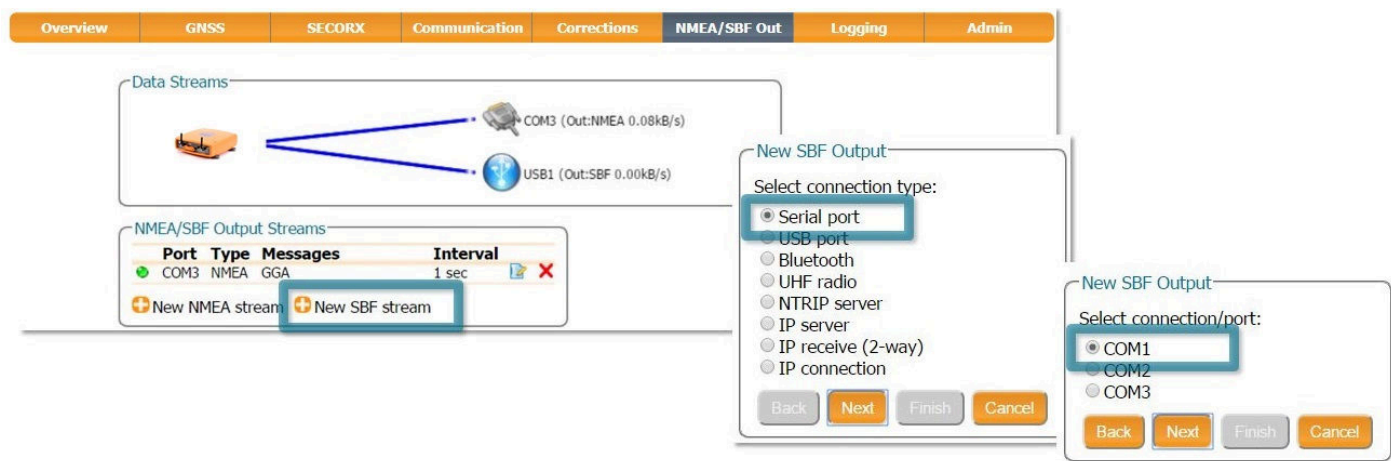 Overview GNSS SECORX Communication Corrections NMEA/SBF Out Logging Admin
Data Streams
COM3 (Out:NMEA 0.08kB/s)
USB1 (Out:SBF 0.00kB/s)
NMEA/SBF Output Streams
Port Type Messages Interval
COM3 NMEA GGA 1 sec
New NMEA stream New SBF stream
New SBF Output
Select connection type:
Serial port
USB port
Bluetooth
UHF radio
NTRIP server
IP server
IP receive (2-way)
IP connection
Back Next Finish Cancel
New SBF Output
Select connection/port:
COM1
COM2
COM3
Back Next Finish Cancel